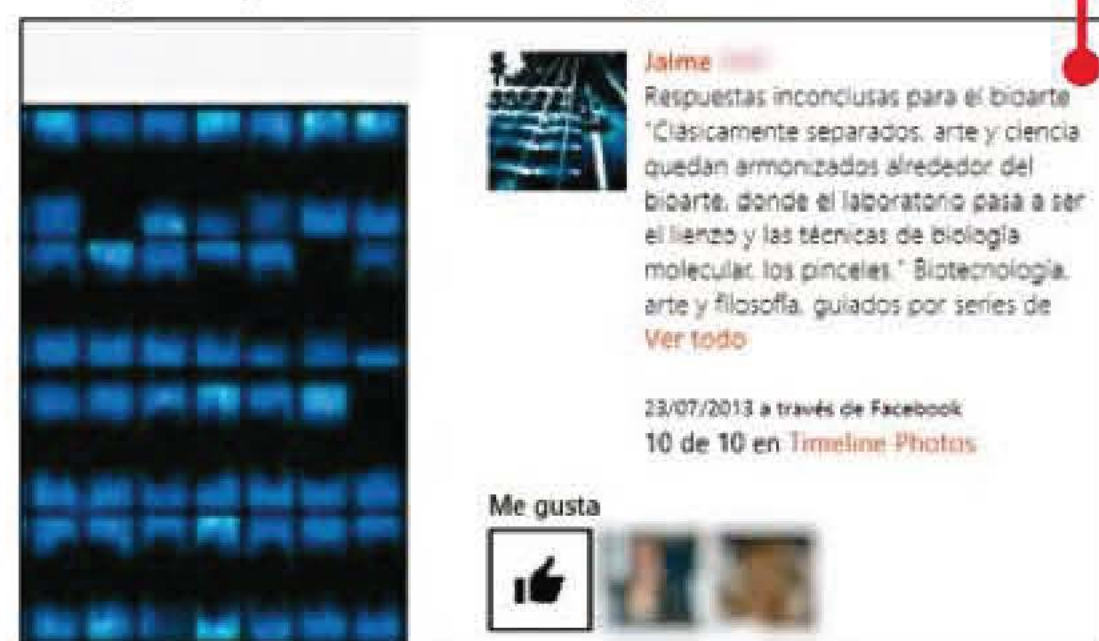 Jaime
Respuestas inconclusas para el bioarte
"Clásicamente separados, arte y ciencia
quedan armonizados alrededor del
bioarte, donde el laboratorio pasa a ser
el lienzo y las técnicas de biología
molecular, los pinceles." Biotecnología,
arte y filosofía, guiados por series de
Ver todo
23/07/2013 a través de Facebook
10 de 10 en Timeline Photos
Me gusta